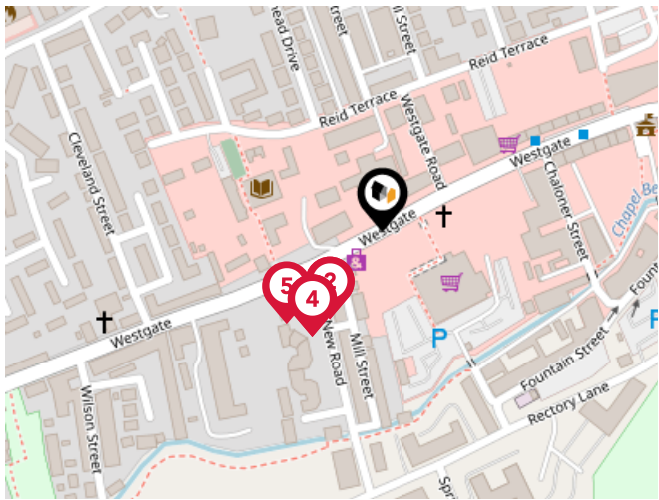 Reid Terrace
Reid Terrace
Westgate Road
Westgate
Cleveland Street
Chaloner Street
Westgate
&
5
2
4
Westgate
New Road
Mill Street
P
P
Fountain Street
Rectory Lane
Wilson Street